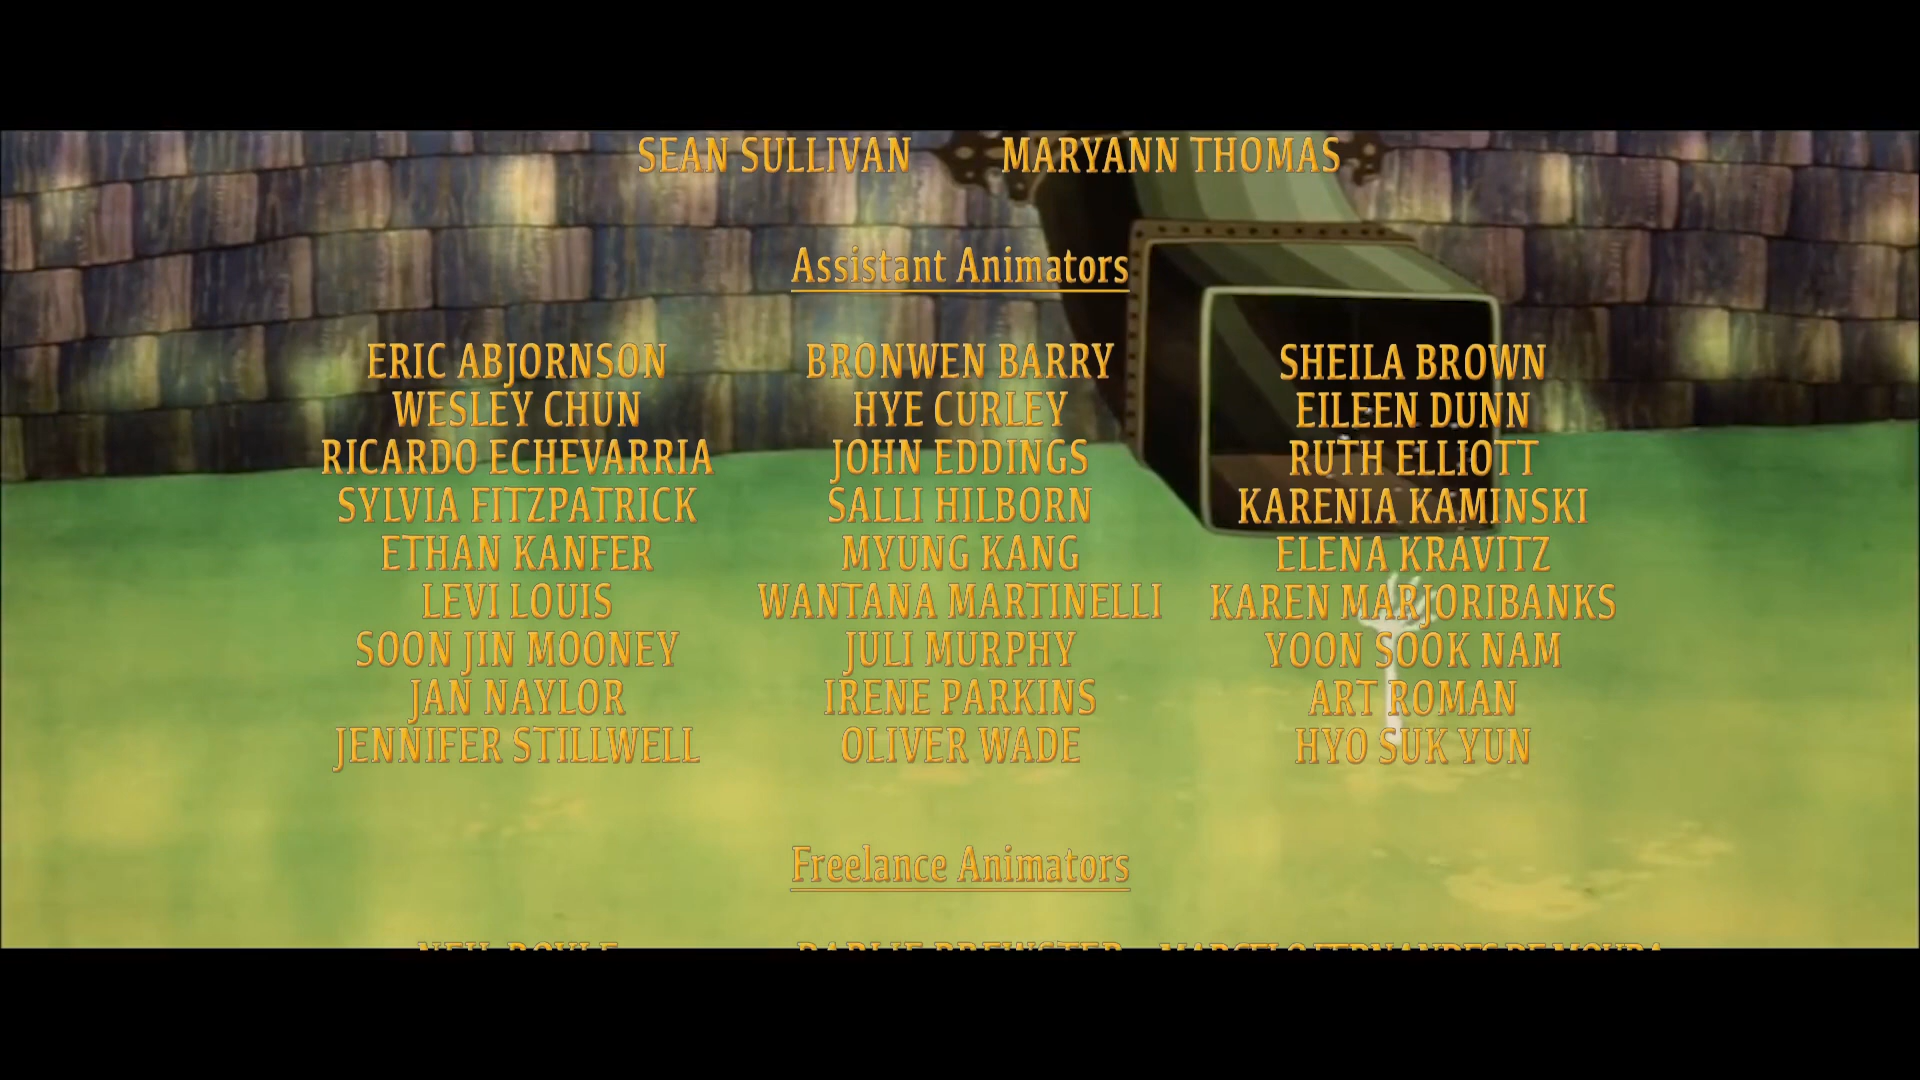 SEAN SULLIVAN MARYANN THOMAS
Assistant Animators
ERIC ABJORNSON BRONWEN BARRY SHEILA BROWN
WESLEY CHUN HYE CURLEY EILEEN DUNN
RICARDO ECHEVARRIA JOHN EDDINGS RUTH ELLIOTT
SYLVIA FITZPATRICK SALLI HILBORN KARENIA KAMINSKI
ETHAN KANFER MYUNG KANG ELENA KRAVITZ
LEVI LOUIS WANTANA MARTINELLI KAREN MARJORIBANKS
SOON JIN MOONEY JULI MURPHY YOON SOOK NAM
JAN NAYLOR IRENE PARKINS ART ROMAN
JENNIFER STILLWELL OLIVER WADE HYO SUK YUN
Freelance Animators